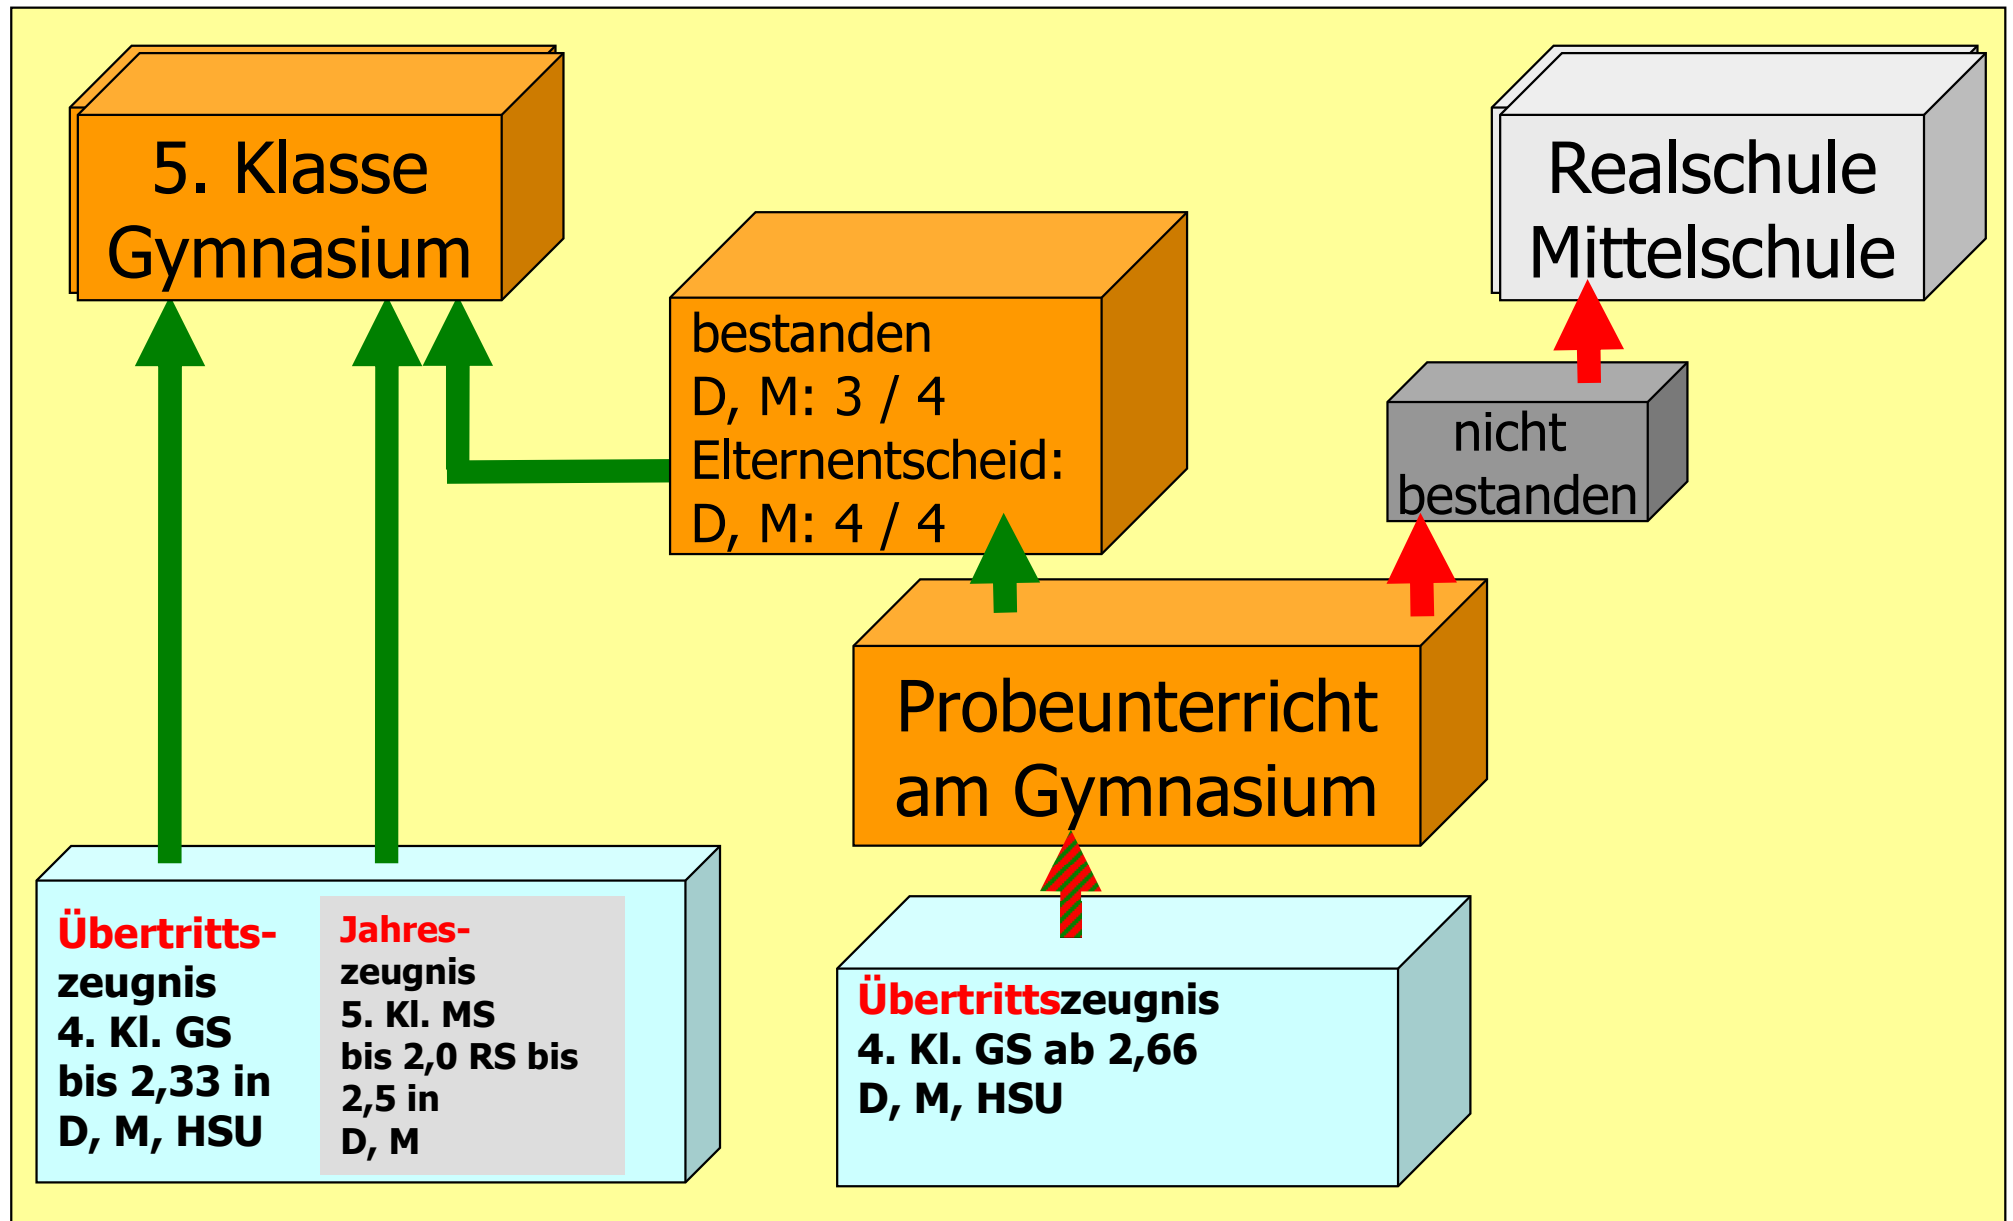 5. Klasse
Gymnasium
Realschule
Mittelschule
bestanden
D, M: 3 / 4
Elternentscheid:
D, M: 4 / 4
nicht
bestanden
Probeunterricht
am Gymnasium
Übertritts-
zeugnis
4. Kl. GS
bis 2,33 in
D, M, HSU
Jahres-
zeugnis
5. Kl. MS
bis 2,0 RS bis
2,5 in
D, M
Übertrittszeugnis
4. Kl. GS ab 2,66
D, M, HSU